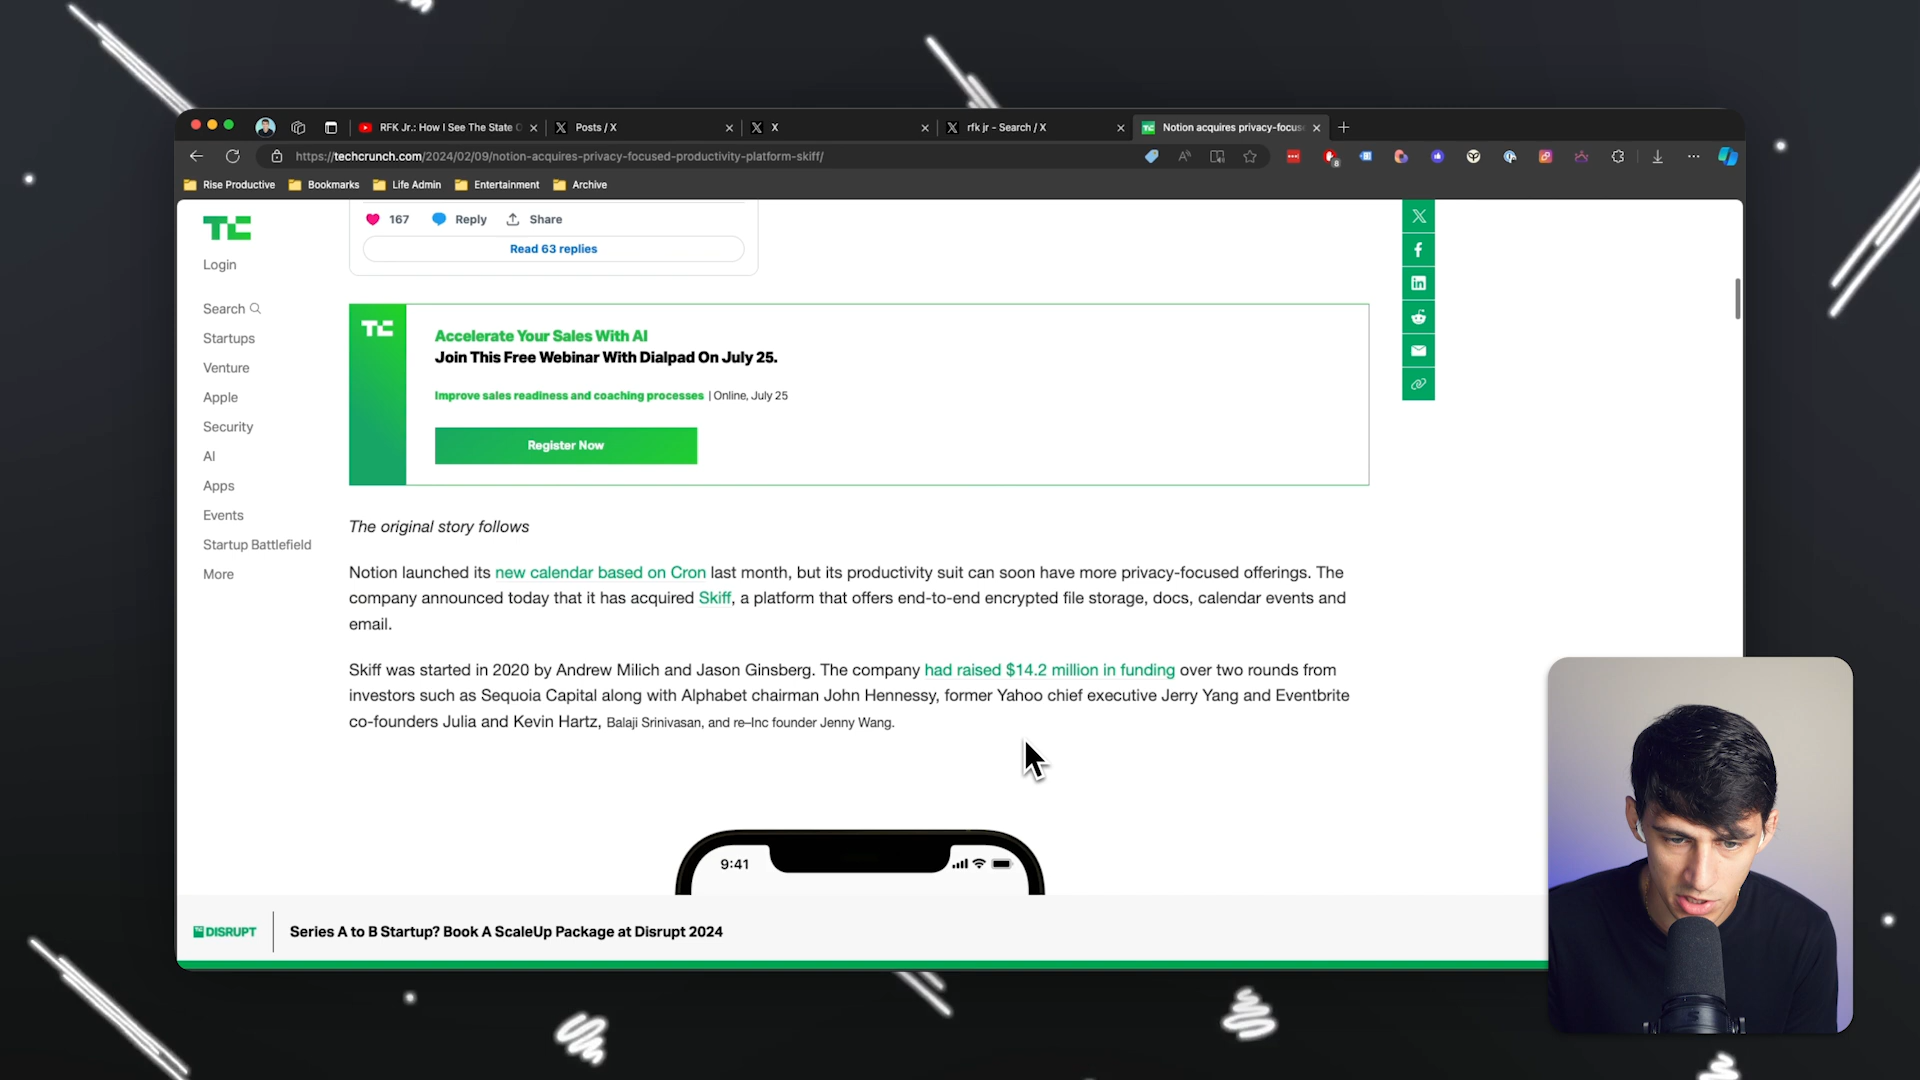 RFK Jr.: How I See The State
Posts / X
X
rfk jr - Search / X
Notion acquires privacy-focus
https://techcrunch.com/2024/02/09/notion-acquires-privacy-focused-productivity-platform-skiff/
8
Rise Productive
Bookmarks
Life Admin
Entertainment
Archive
TC
Login
Search
Startups
Venture
Apple
Security
AI
Apps
Events
Startup Battlefield
More
167
Reply
Share
Read 63 replies
TC
Accelerate Your Sales With AI
Join This Free Webinar With Dialpad On July 25.
Improve sales readiness and coaching processes | Online, July 25
Register Now
The original story follows
Notion launched its new calendar based on Cron last month, but its productivity suit can soon have more privacy-focused offerings. The
company announced today that it has acquired Skiff, a platform that offers end-to-end encrypted file storage, docs, calendar events and
email.
Skiff was started in 2020 by Andrew Milich and Jason Ginsberg. The company had raised $14.2 million in funding over two rounds from
investors such as Sequoia Capital along with Alphabet chairman John Hennessy, former Yahoo chief executive Jerry Yang and Eventbrite
co-founders Julia and Kevin Hartz, Balaji Srinivasan, and re–Inc founder Jenny Wang.
9:41
DISRUPT
Series A to B Startup? Book A ScaleUp Package at Disrupt 2024